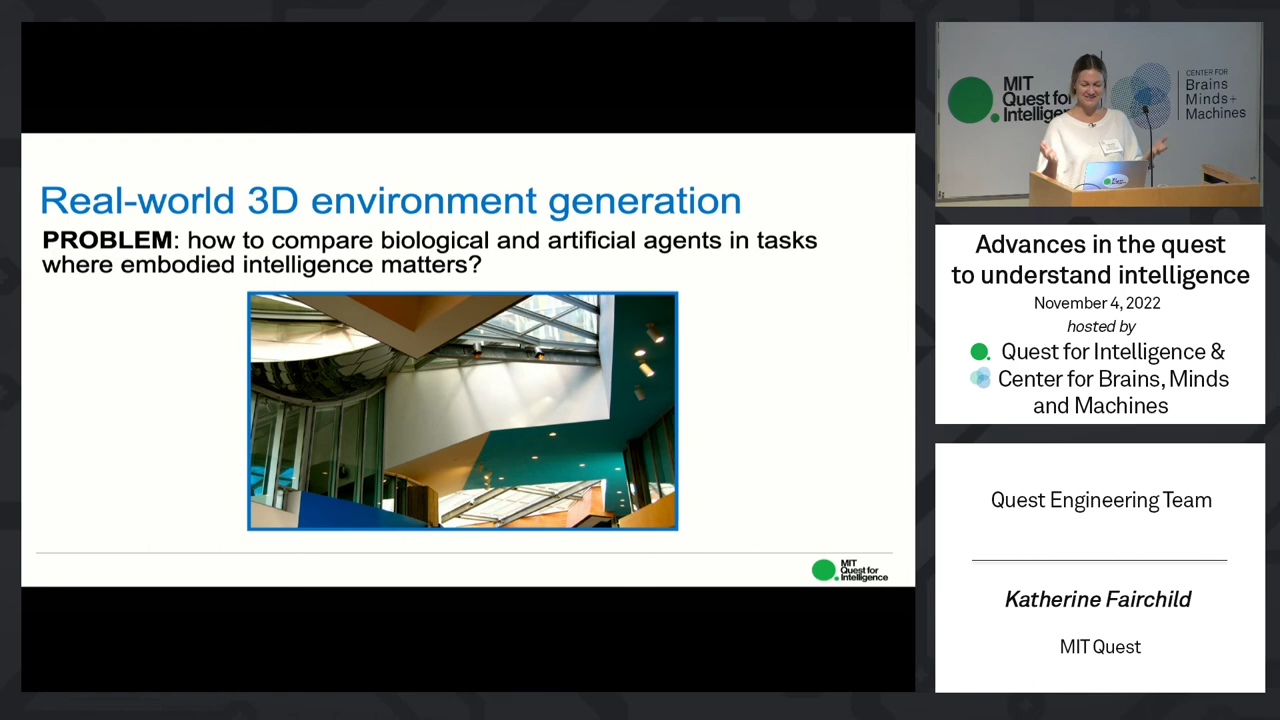 Real-world 3D environment generation
PROBLEM: how to compare biological and artificial agents in tasks
where embodied intelligence matters?
MIT
Quest for
Intelligence
MIT
Quest for
Intelligence
CENTER FOR
Brains
Minds+
Machines
Advances in the quest
to understand intelligence
November 4, 2022
hosted by
Quest for Intelligence &
Center for Brains, Minds
and Machines
Quest Engineering Team
Katherine Fairchild
MIT Quest